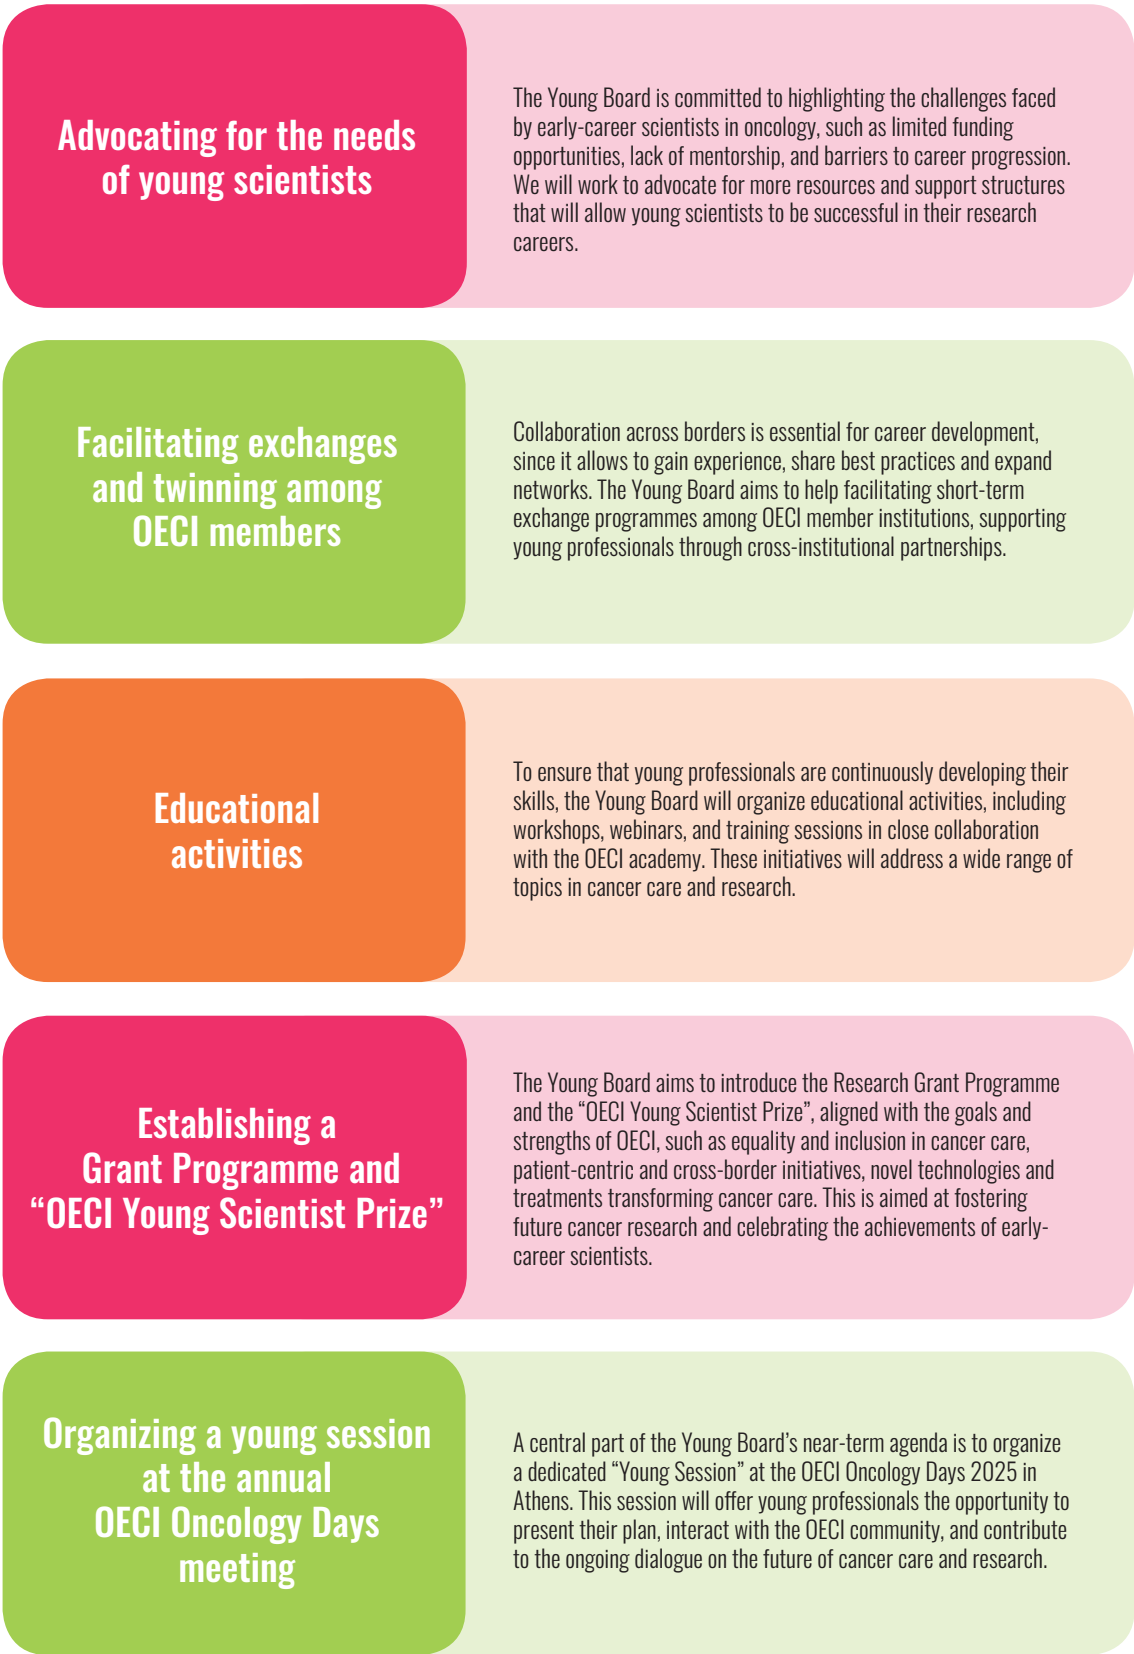 Advocating for the needs
of young scientists
The Young Board is committed to highlighting the challenges faced
by early-career scientists in oncology, such as limited funding
opportunities, lack of mentorship, and barriers to career progression.
We will work to advocate for more resources and support structures
that will allow young scientists to be successful in their research
careers.
Facilitating exchanges
and twinning among
OECI members
Collaboration across borders is essential for career development,
since it allows to gain experience, share best practices and expand
networks. The Young Board aims to help facilitating short-term
exchange programmes among OECI member institutions, supporting
young professionals through cross-institutional partnerships.
Educational
activities
To ensure that young professionals are continuously developing their
skills, the Young Board will organize educational activities, including
workshops, webinars, and training sessions in close collaboration
with the OECI academy. These initiatives will address a wide range of
topics in cancer care and research.
Establishing a
Grant Programme and
“OECI Young Scientist Prize”
The Young Board aims to introduce the Research Grant Programme
and the “OECI Young Scientist Prize”, aligned with the goals and
strengths of OECI, such as equality and inclusion in cancer care,
patient-centric and cross-border initiatives, novel technologies and
treatments transforming cancer care. This is aimed at fostering
future cancer research and celebrating the achievements of early-
career scientists.
Organizing a young session
at the annual
OECI Oncology Days
meeting
A central part of the Young Board’s near-term agenda is to organize
a dedicated “Young Session” at the OECI Oncology Days 2025 in
Athens. This session will offer young professionals the opportunity to
present their plan, interact with the OECI community, and contribute
to the ongoing dialogue on the future of cancer care and research.